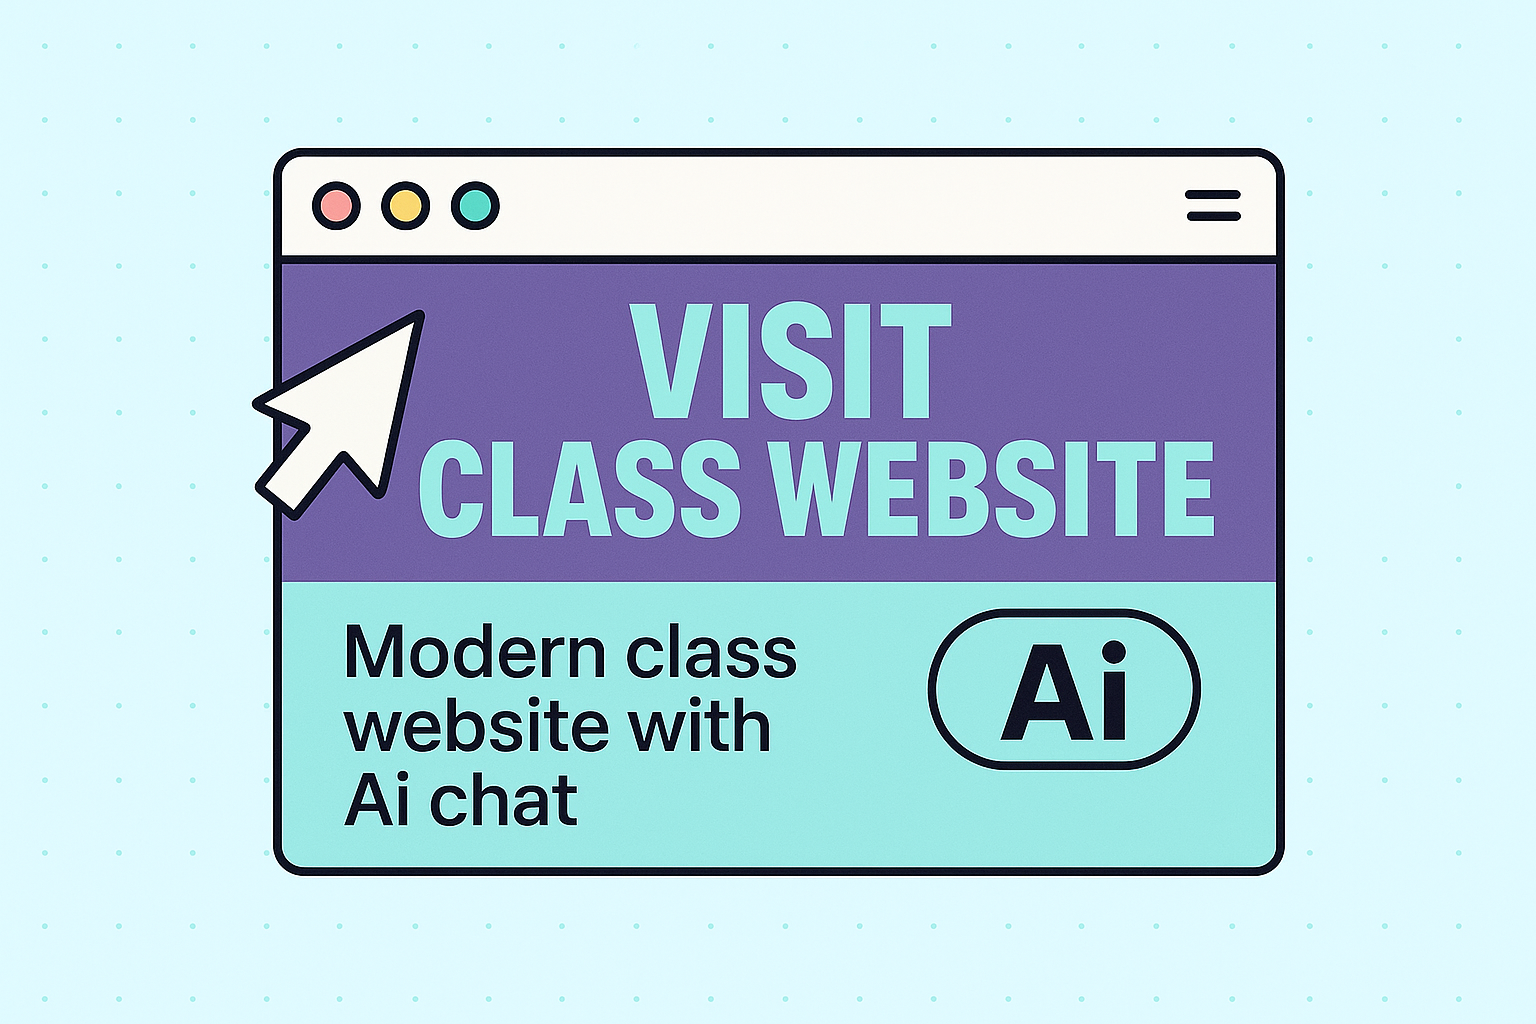 VISIT
CLASS WEBSITE
Modern class
website with
Ai chat
Ai